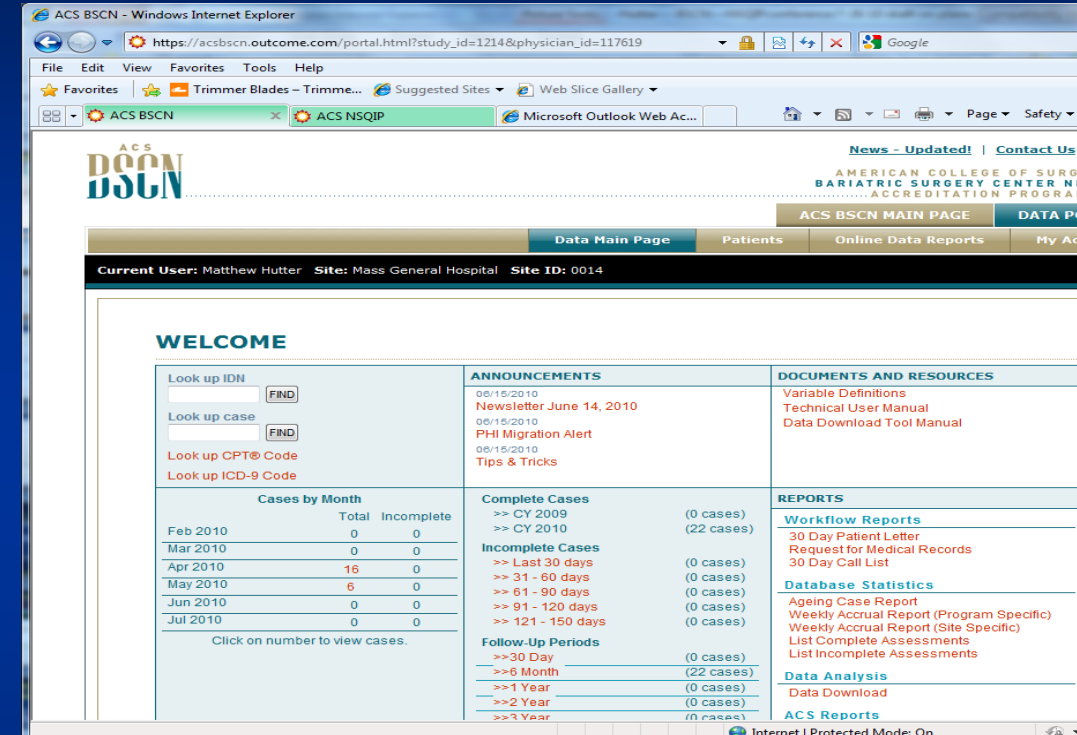 ACS BSCN - Windows Internet Explorer
https://acsbscn.outcome.com/portal.html?study_id=1214&physician_id=117619
Google
File Edit View Favorites Tools Help
Favorites Trimmer Blades – Trimme... Suggested Sites Web Slice Gallery
ACS BSCN ACS NSQIP Microsoft Outlook Web Ac... Page Safety
ACS
BSCN
News - Updated! | Contact Us
AMERICAN COLLEGE OF SURG
BARIATRIC SURGERY CENTER N
ACCREDITATION PROGRA
ACS BSCN MAIN PAGE DATA P
Data Main Page Patients Online Data Reports My Ac
Current User: Matthew Hutter Site: Mass General Hospital Site ID: 0014
WELCOME
Look up IDN
FIND
Look up case
FIND
Look up CPT® Code
Look up ICD-9 Code
ANNOUNCEMENTS
06/15/2010
Newsletter June 14, 2010
06/15/2010
PHI Migration Alert
06/15/2010
Tips & Tricks
DOCUMENTS AND RESOURCES
Variable Definitions
Technical User Manual
Data Download Tool Manual
Cases by Month
Total Incomplete
Feb 2010 0 0
Mar 2010 0 0
Apr 2010 16 0
May 2010 6 0
Jun 2010 0 0
Jul 2010 0 0
Click on number to view cases.
Complete Cases
>> CY 2009 (0 cases)
>> CY 2010 (22 cases)
Incomplete Cases
>> Last 30 days (0 cases)
>> 31 - 60 days (0 cases)
>> 61 - 90 days (0 cases)
>> 91 - 120 days (0 cases)
>> 121 - 150 days (0 cases)
Follow-Up Periods
>>30 Day (0 cases)
>>6 Month (22 cases)
>>1 Year (0 cases)
>>2 Year (0 cases)
>>3 Year (0 cases)
REPORTS
Workflow Reports
30 Day Patient Letter
Request for Medical Records
30 Day Call List
Database Statistics
Ageing Case Report
Weekly Accrual Report (Program Specific)
Weekly Accrual Report (Site Specific)
List Complete Assessments
List Incomplete Assessments
Data Analysis
Data Download
ACS Reports
Internet | Protected Mode: On